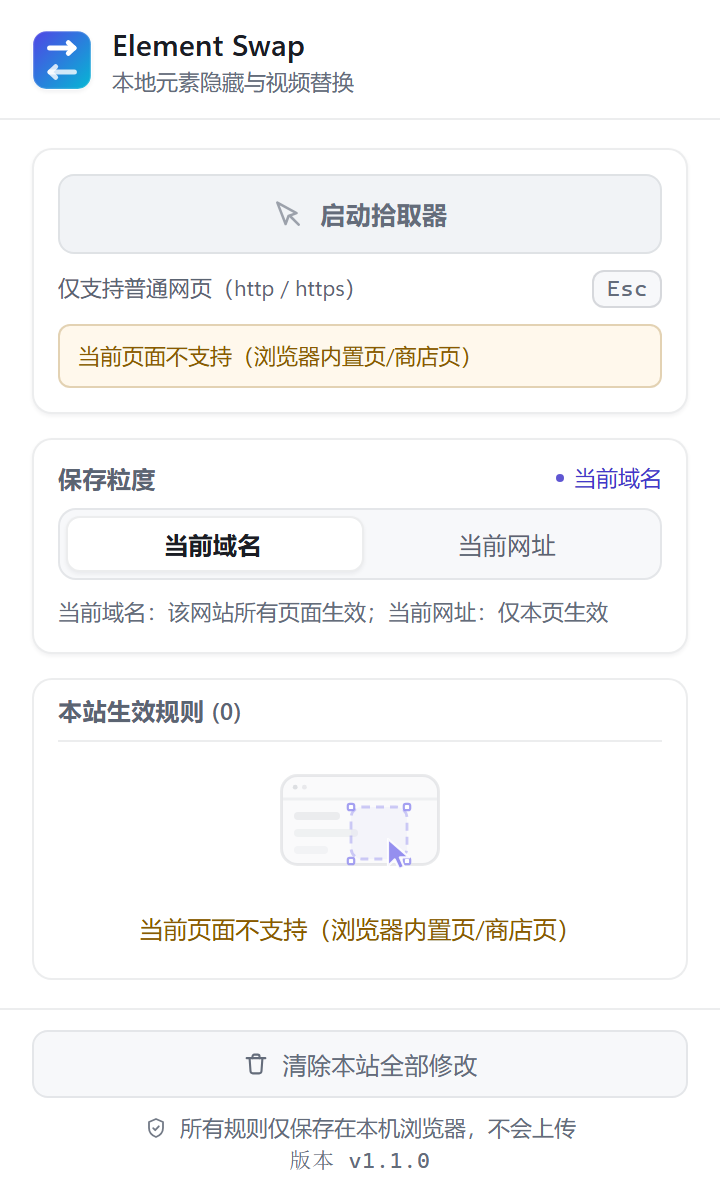 Element Swap
本地元素隐藏与视频替换
启动拾取器
仅支持普通网页（http / https）
Esc
当前页面不支持（浏览器内置页/商店页）
保存粒度
当前域名
当前域名
当前网址
当前域名：该网站所有页面生效；当前网址：仅本页生效
本站生效规则 (0)
当前页面不支持（浏览器内置页/商店页）
清除本站全部修改
所有规则仅保存在本机浏览器，不会上传
版本 v1.1.0